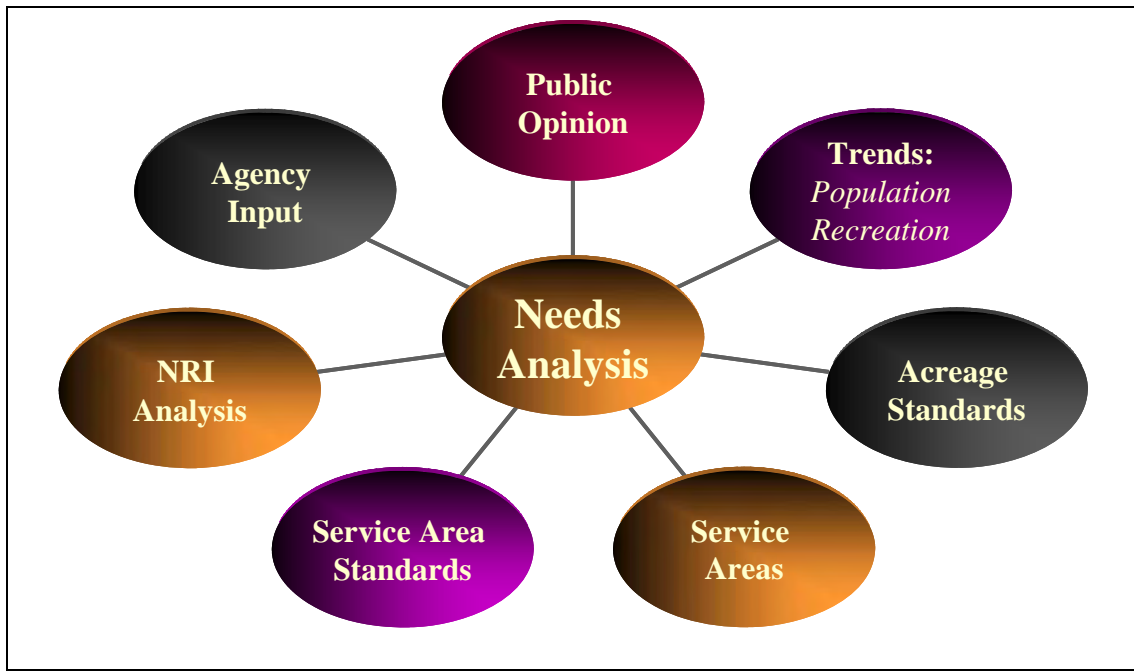 Public
Opinion
Trends:
Population
Recreation
Agency
Input
Needs
Analysis
NRI
Analysis
Acreage
Standards
Service Area
Standards
Service
Areas